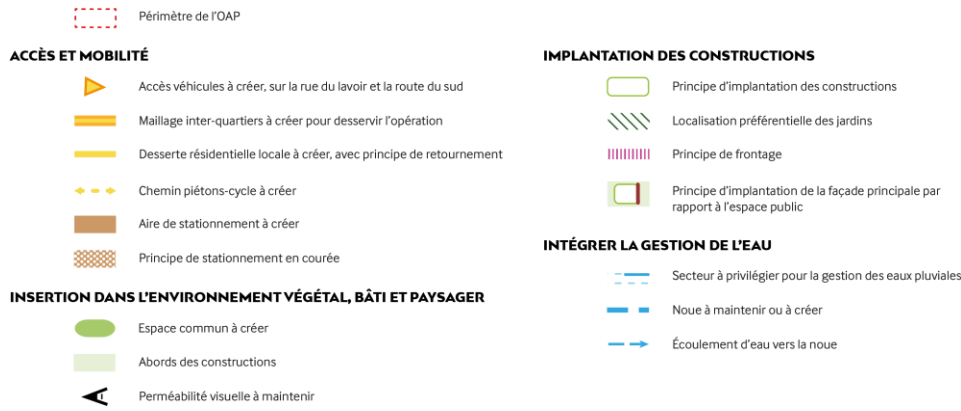 Périmètre de l'OAP
ACCÈS ET MOBILITÉ
Accès véhicules à créer, sur la rue du lavoir et la route du sud
Maillage inter-quartiers à créer pour desservir l'opération
Desserte résidentielle locale à créer, avec principe de retournement
Chemin piétons-cycle à créer
Aire de stationnement à créer
Principe de stationnement en courée
INSERTION DANS L'ENVIRONNEMENT VÉGÉTAL, BÂTI ET PAYSAGER
Espace commun à créer
Abords des constructions
Perméabilité visuelle à maintenir
IMPLANTATION DES CONSTRUCTIONS
Principe d'implantation des constructions
Localisation préférentielle des jardins
Principe de frontage
Principe d'implantation de la façade principale par
rapport à l'espace public
INTÉGRER LA GESTION DE L'EAU
Secteur à privilégier pour la gestion des eaux pluviales
Noue à maintenir ou à créer
Écoulement d'eau vers la noue